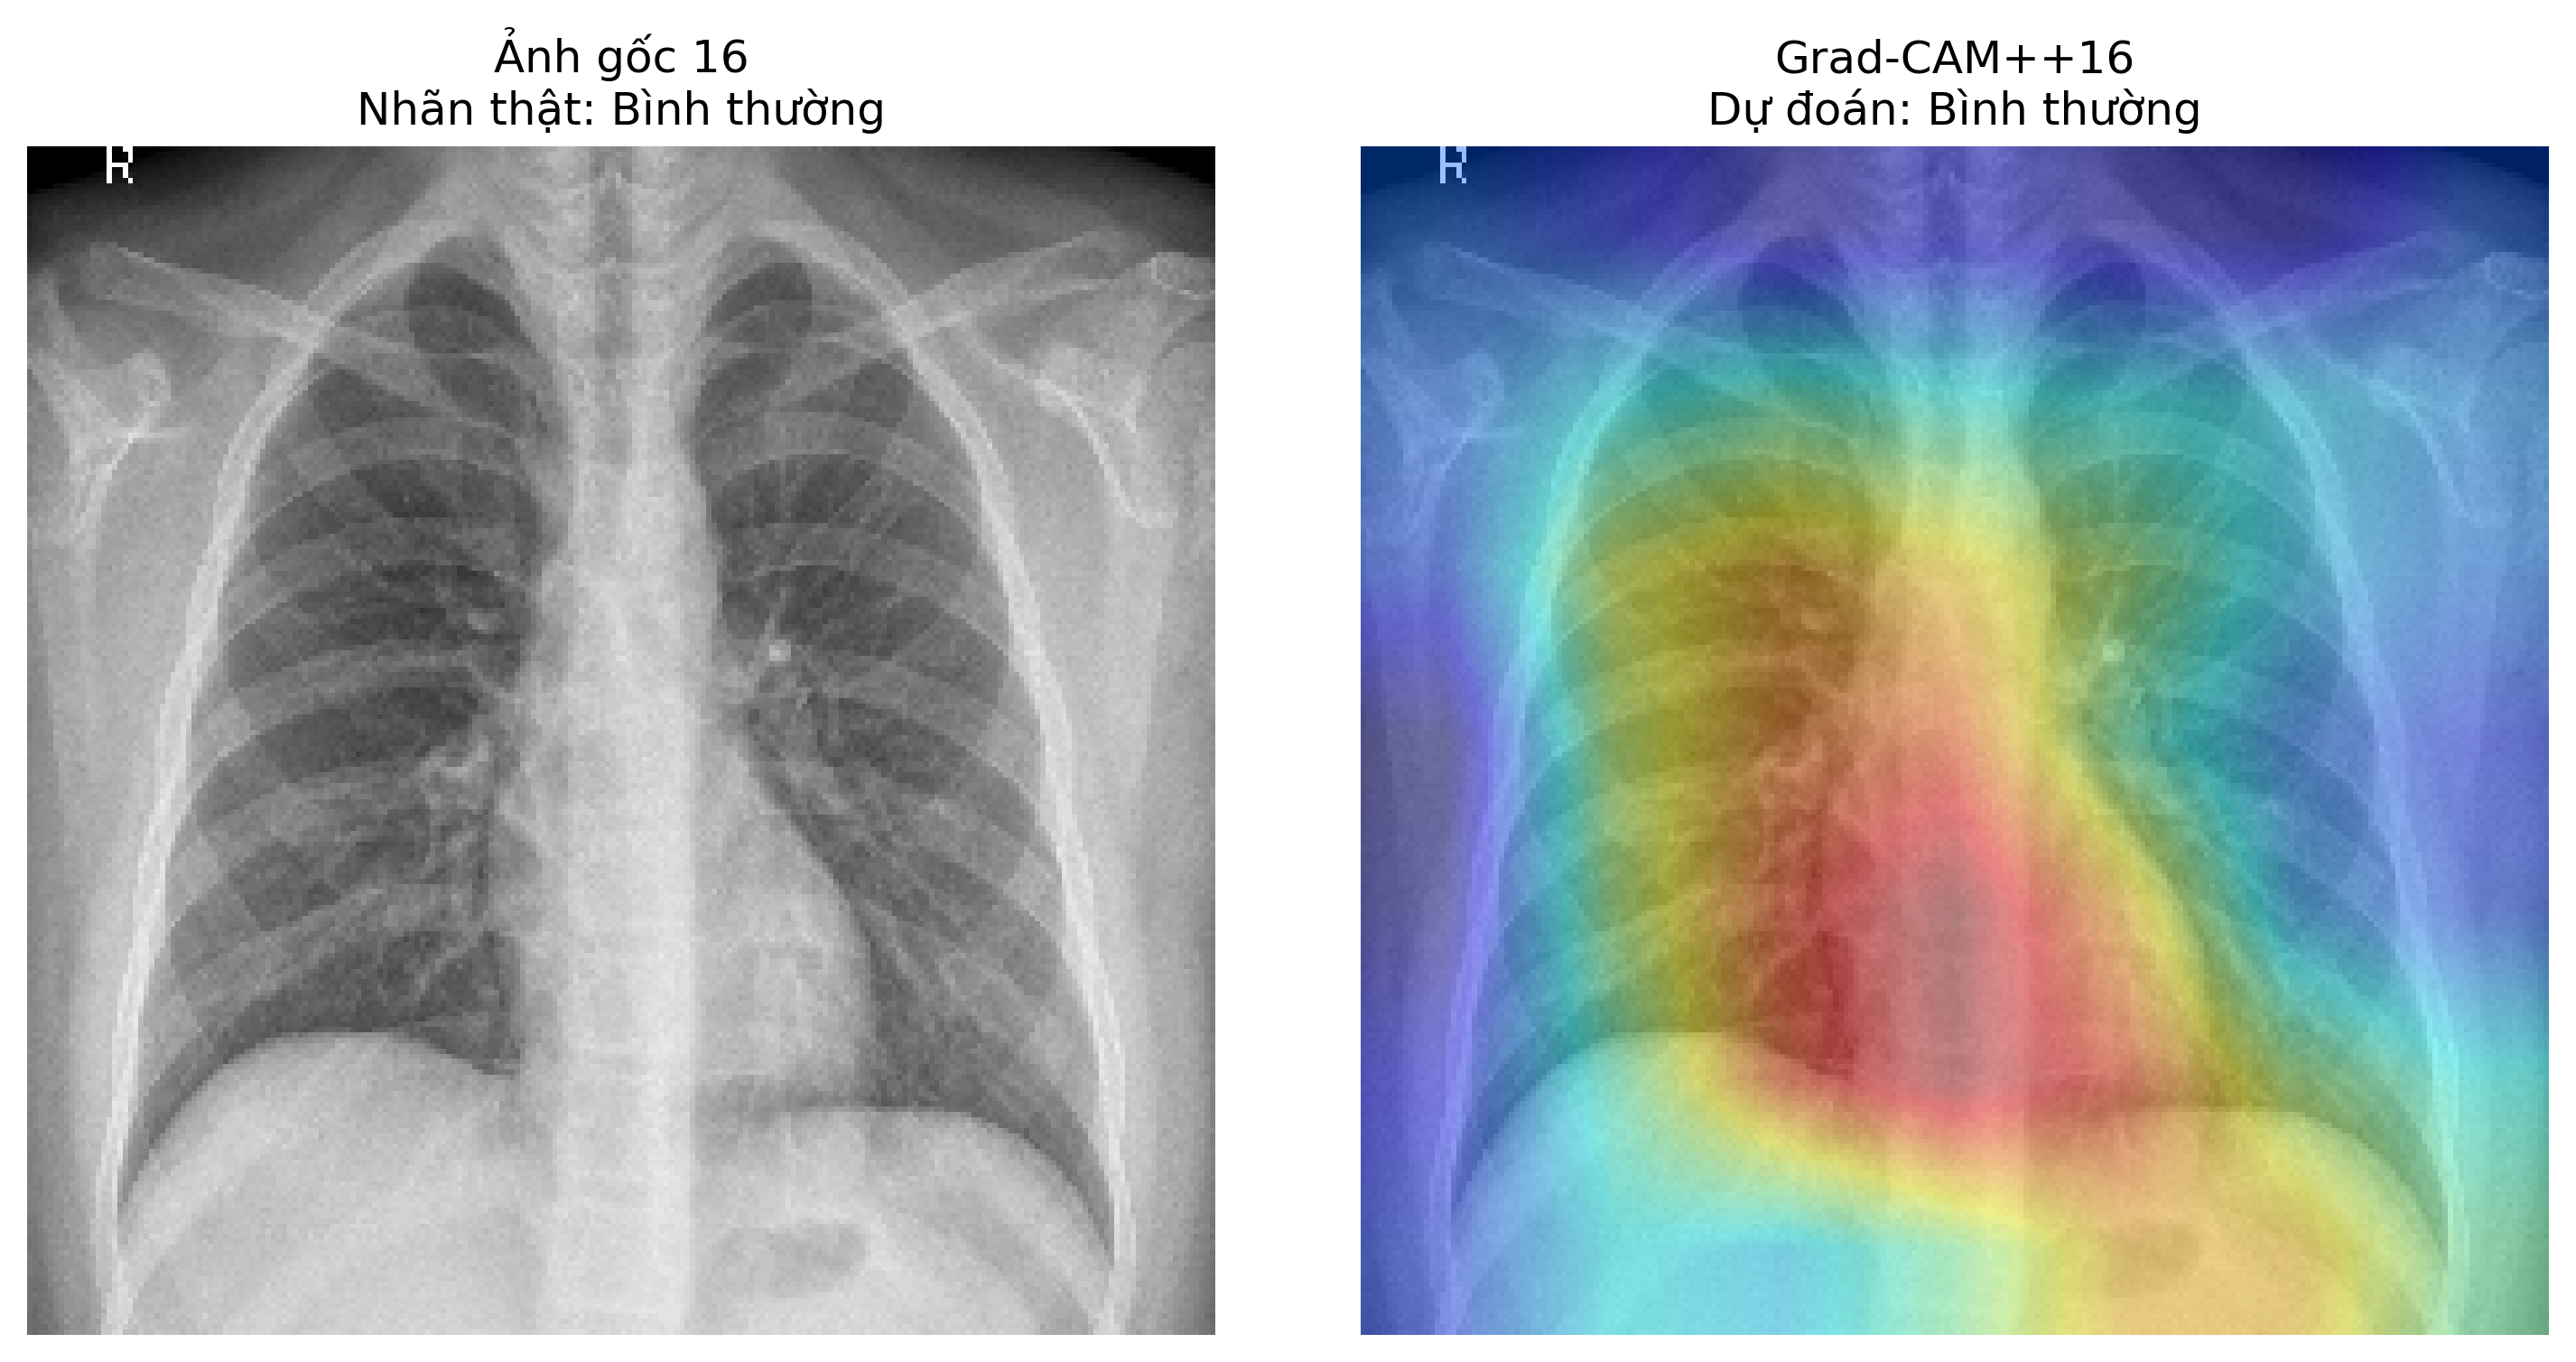 Ảnh gốc 16
Nhãn thật: Bình thường
Grad-CAM++16
Dự đoán: Bình thường
R
R